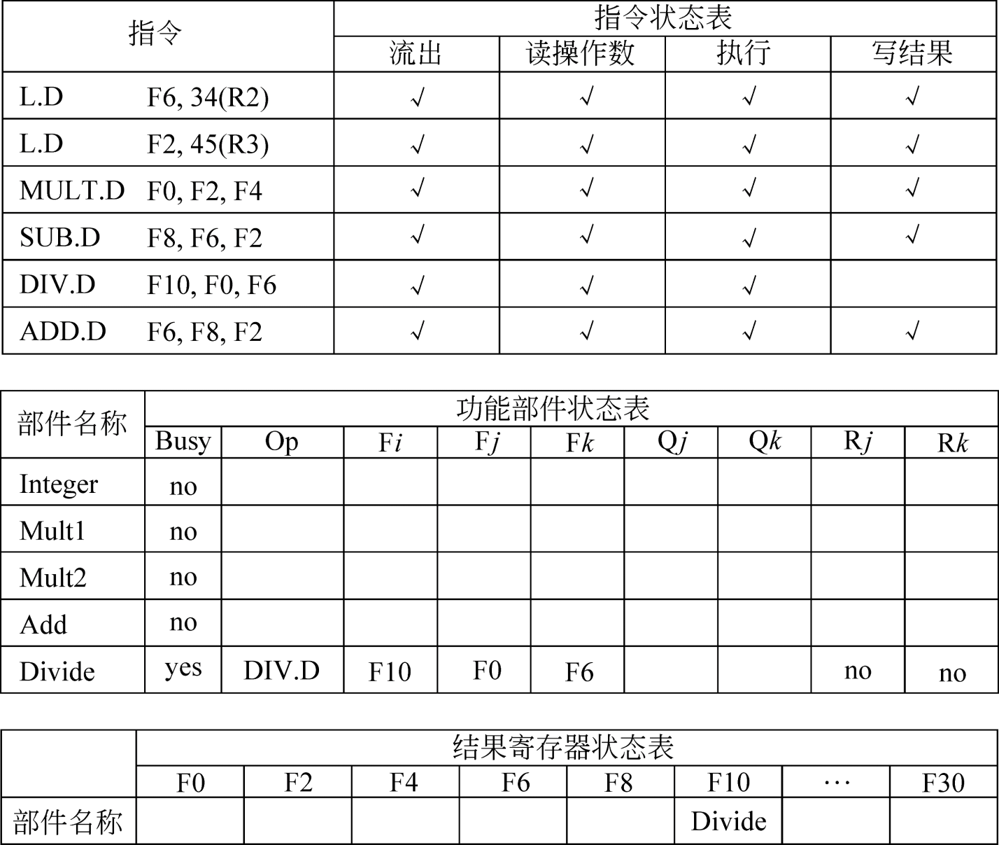 指令 指令状态表
流出 读操作数 执行 写结果
L.D F6, 34(R2) √ √ √ √
L.D F2, 45(R3) √ √ √ √
MULT.D F0, F2, F4 √ √ √ √
SUB.D F8, F6, F2 √ √ √ √
DIV.D F10, F0, F6 √ √ √
ADD.D F6, F8, F2 √ √ √ √
部件名称 功能部件状态表
Busy Op Fi Fj Fk Qj Qk Rj Rk
Integer no
Mult1 no
Mult2 no
Add no
Divide yes DIV.D F10 F0 F6 no no
结果寄存器状态表
F0 F2 F4 F6 F8 F10 … F30
部件名称 Divide